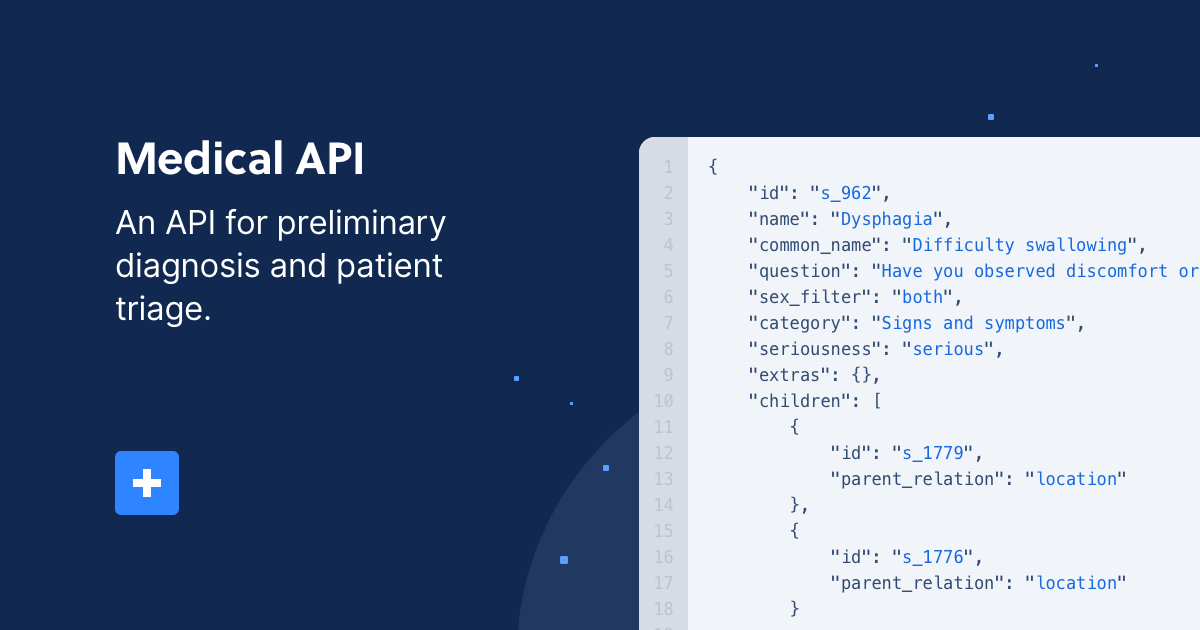 Medical API
An API for preliminary
diagnosis and patient
triage.
1 {
2 "id": "s_962",
3 "name": "Dysphagia",
4 "common_name": "Difficulty swallowing",
5 "question": "Have you observed discomfort or
6 "sex_filter": "both",
7 "category": "Signs and symptoms",
8 "seriousness": "serious",
9 "extras": {},
10 "children": [
11 {
12 "id": "s_1779",
13 "parent_relation": "location"
14 },
15 {
16 "id": "s_1776",
17 "parent_relation": "location"
18 }